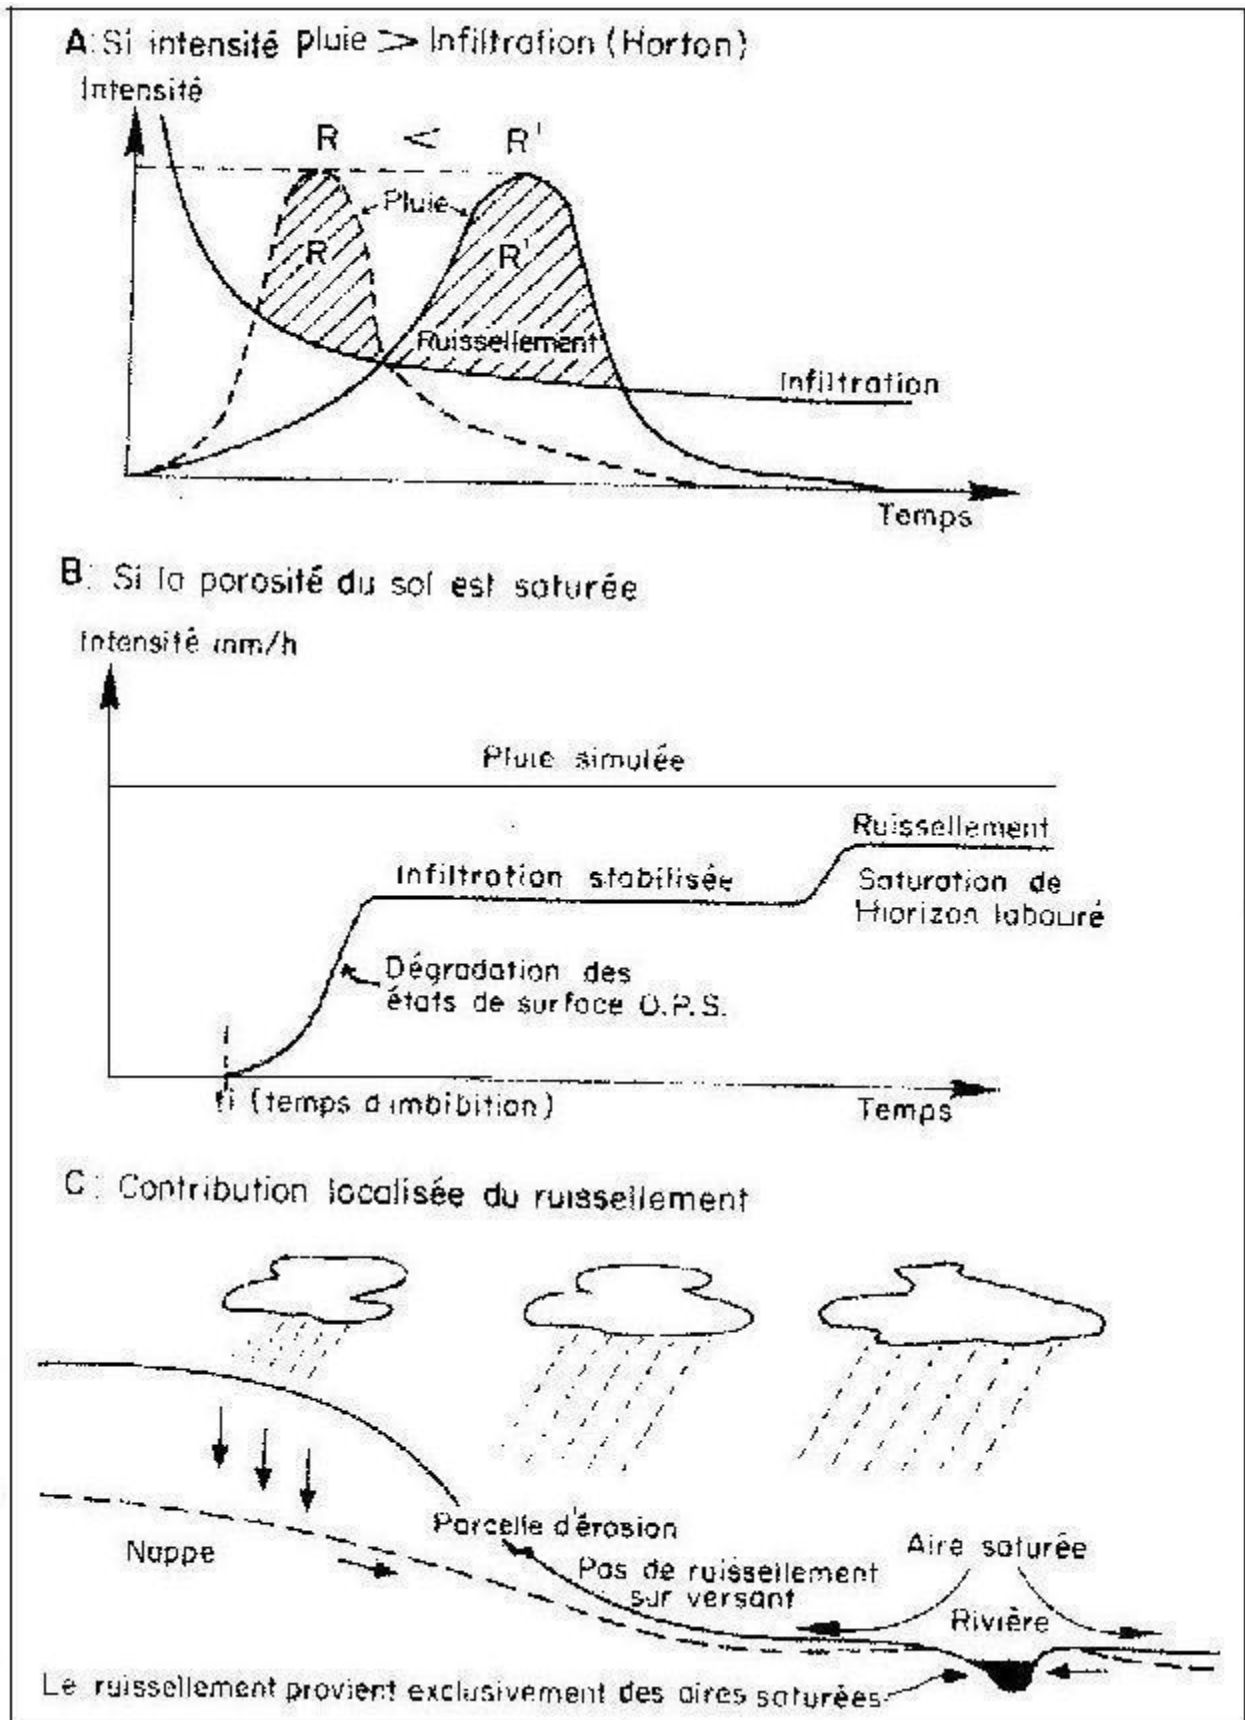 A: Si intensité pluie > Infiltration (Horton)
Intensité
R < R'
Pluie
R
R'
Ruissellement
Infiltration
Temps
B: Si la porosité du sol est saturée
Intensité mm/h
Pluie simulée
Ruissellement
Infiltration stabilisée
Saturation de
l'horizon labouré
Dégradation des
états de surface O.P.S.
ti (temps d'imbibition)
Temps
C: Contribution localisée du ruissellement
Parcelle d'érosion
Aire saturée
Nappe
Pas de ruissellement
sur versant
Rivière
Le ruissellement provient exclusivement des aires saturées